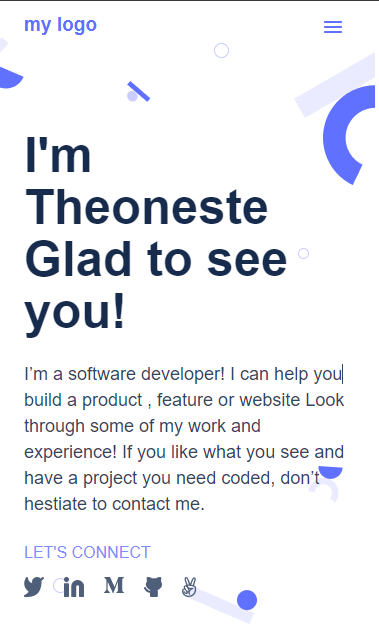 my logo
I'm
Theoneste
Glad to see
you!
I’m a software developer! I can help you
build a product , feature or website Look
through some of my work and
experience! If you like what you see and
have a project you need coded, don’t
hestiate to contact me.
LET'S CONNECT